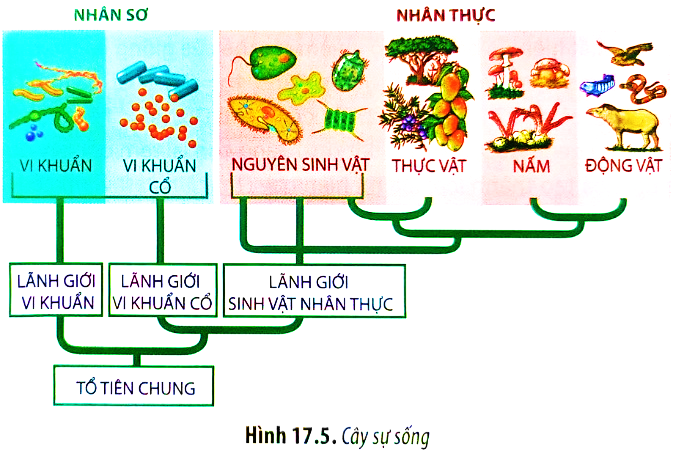 NHÂN SƠ
NHÂN THỰC
VI KHUẨN
VI KHUẨN
CỔ
NGUYÊN SINH VẬT
THỰC VẬT
NẤM
ĐỘNG VẬT
LÃNH GIỚI
VI KHUẨN
LÃNH GIỚI
VI KHUẨN CỔ
LÃNH GIỚI
SINH VẬT NHÂN THỰC
TỔ TIÊN CHUNG
Hình 17.5. Cây sự sống